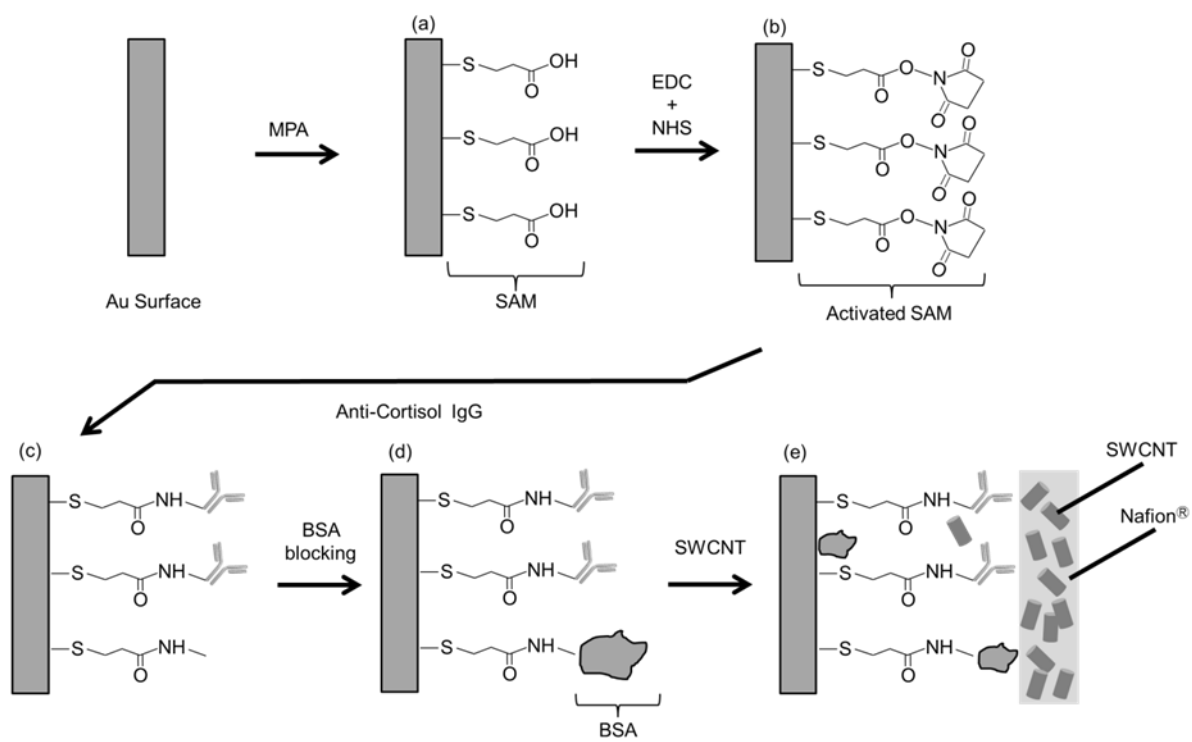 (a)
(b)
S
OH
O
S
OH
O
S
OH
O
MPA
Au Surface
SAM
EDC
+
NHS
S
O
O
N
O
O
S
O
O
N
O
O
S
O
O
N
O
O
Activated SAM
Anti-Cortisol IgG
(c)
S
NH
O
S
NH
O
S
NH
O
BSA
blocking
(d)
S
NH
O
S
NH
O
S
NH
O
BSA
SWCNT
(e)
S
NH
O
S
NH
O
S
NH
O
SWCNT
Nafion®